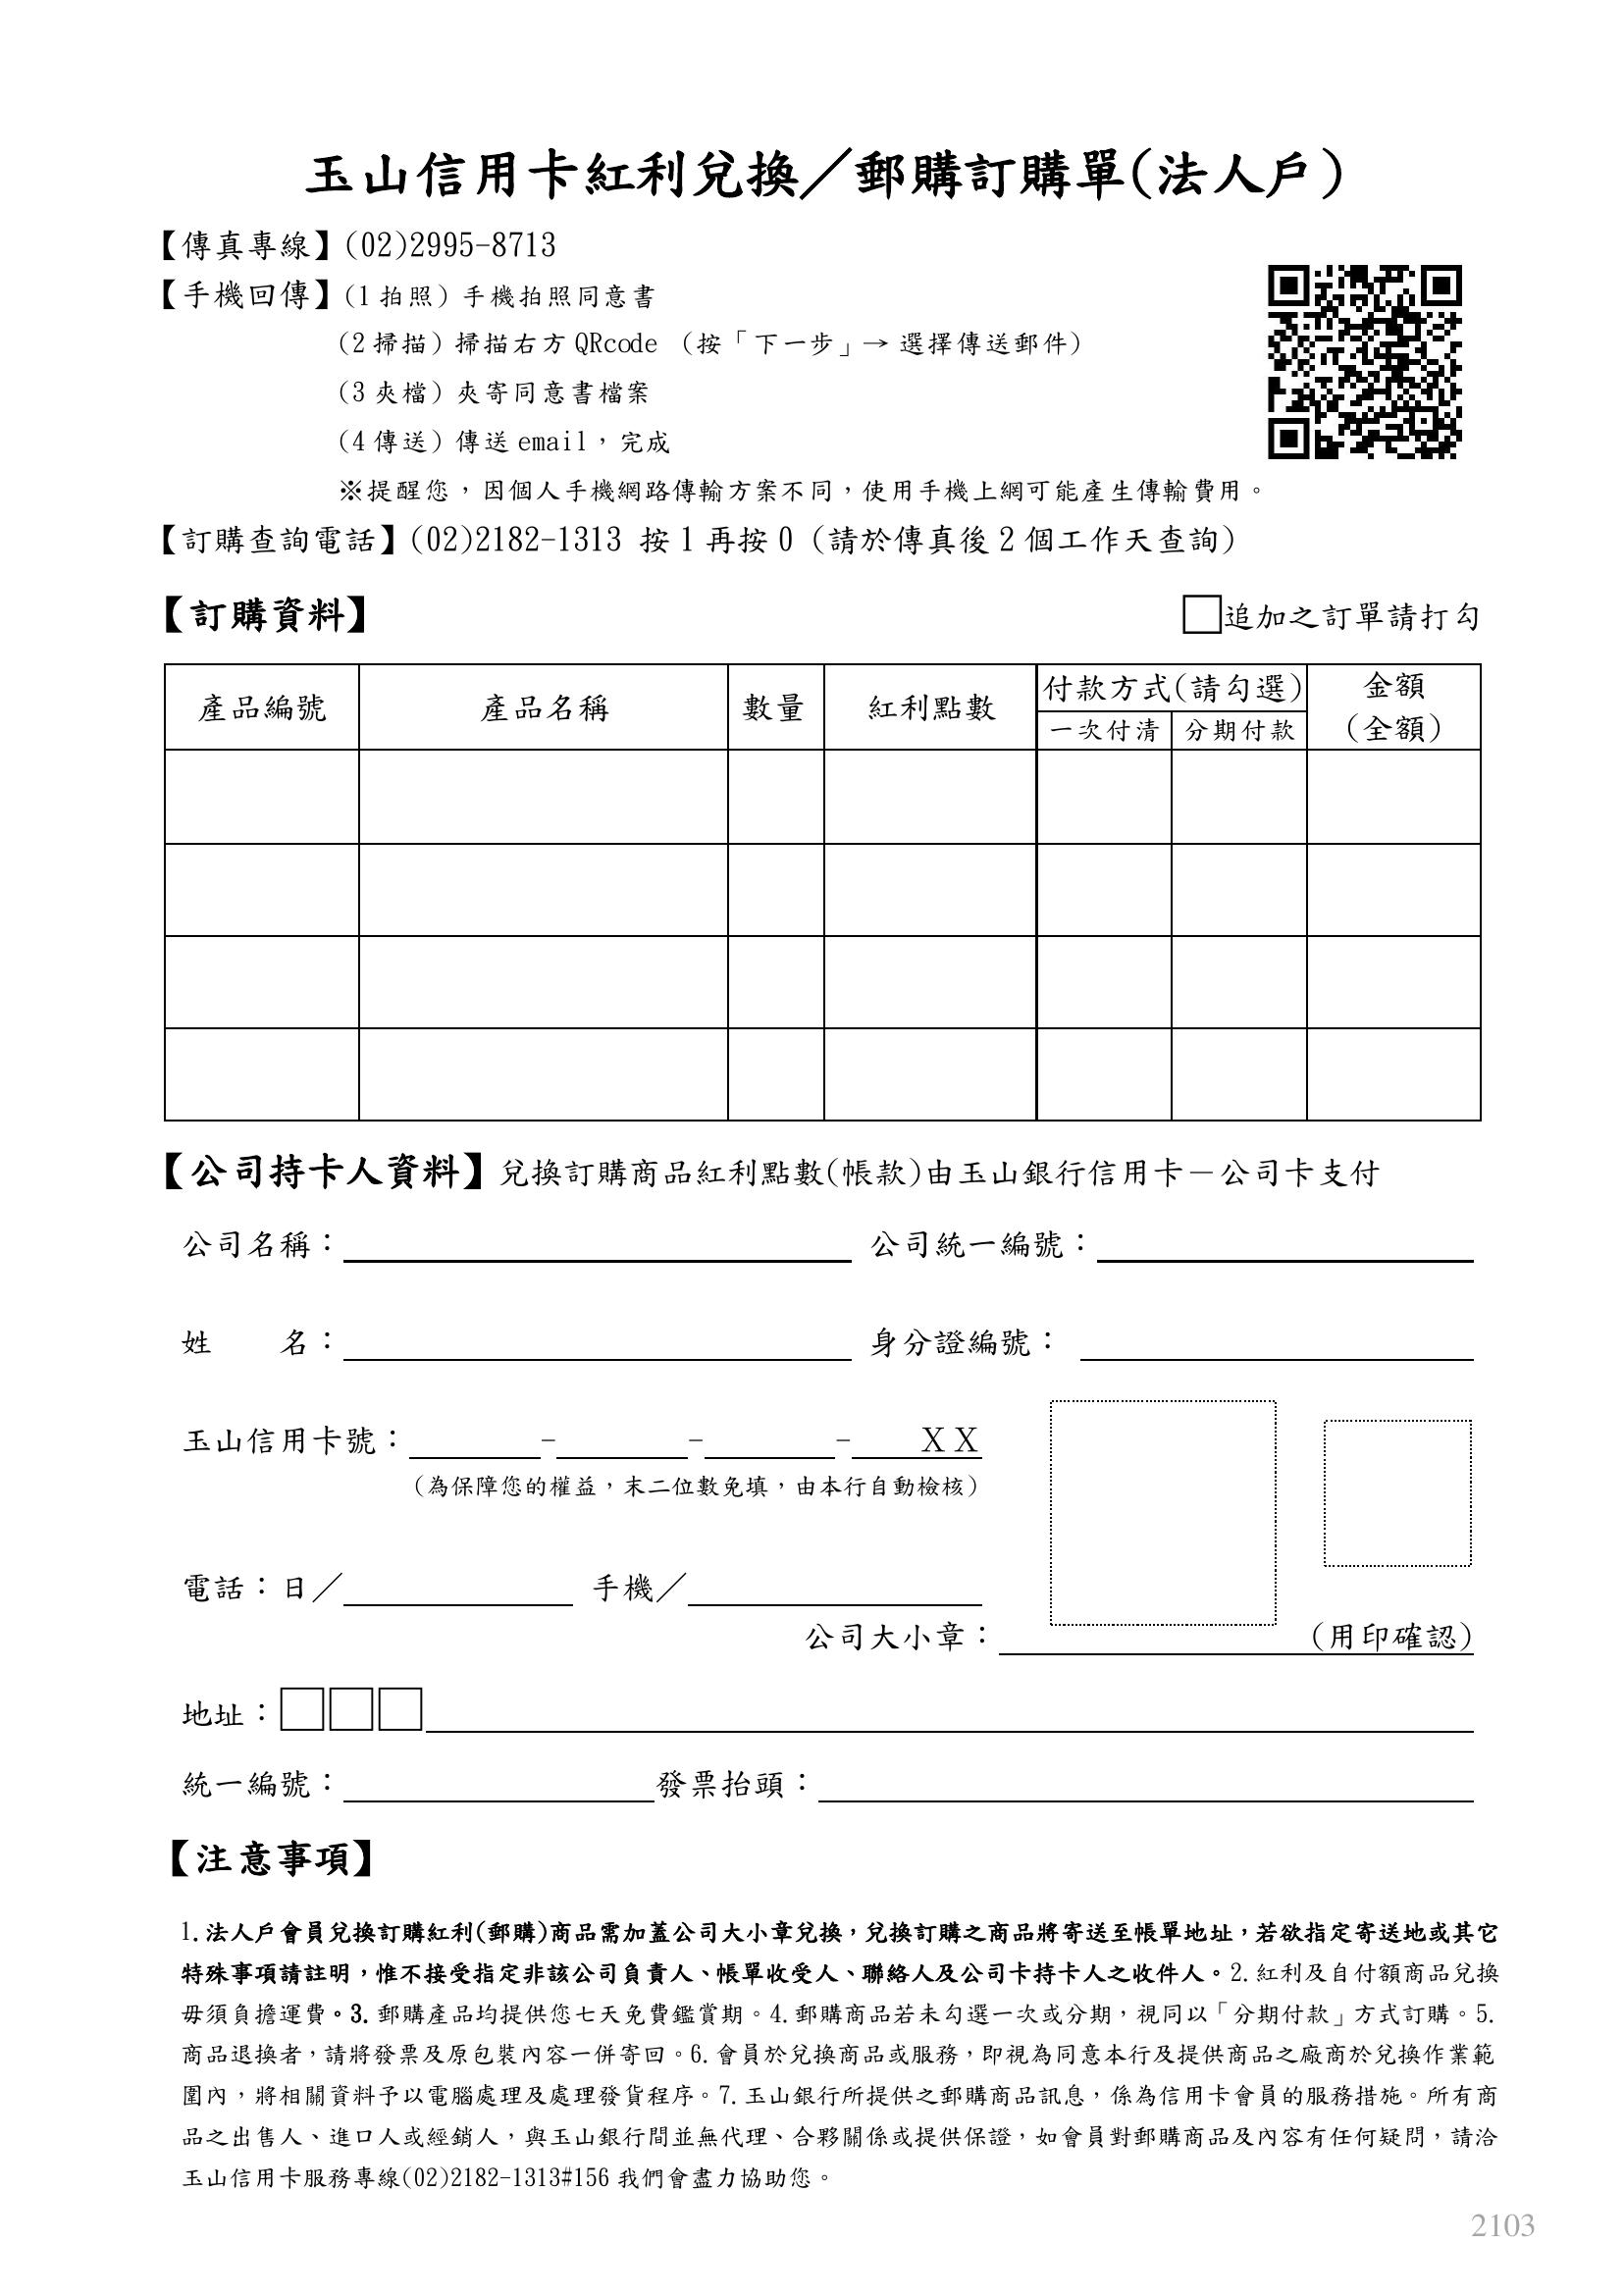 玉山信用卡紅利兌換／郵購訂購單(法人戶)
【傳真專線】(02)2995-8713
【手機回傳】(1 拍照) 手機拍照同意書
(2 掃描) 掃描右方 QRcode （按「下一步」→ 選擇傳送郵件）
(3 夾檔) 夾寄同意書檔案
(4 傳送) 傳送 email，完成
※提醒您，因個人手機網路傳輸方案不同，使用手機上網可能產生傳輸費用。
【訂購查詢電話】(02)2182-1313 按 1 再按 0（請於傳真後 2 個工作天查詢）
【訂購資料】 □追加之訂單請打勾
產品編號 產品名稱 數量 紅利點數 付款方式(請勾選) 金額
一次付清 分期付款 （全額）
【公司持卡人資料】兌換訂購商品紅利點數(帳款)由玉山銀行信用卡－公司卡支付
公司名稱： 公司統一編號：
姓 名： 身分證編號：
玉山信用卡號： - - - ＸＸ
（為保障您的權益，末二位數免填，由本行自動檢核）
電話：日／ 手機／
公司大小章： (用印確認)
地址：□□□
統一編號： 發票抬頭：
【注意事項】
1.法人戶會員兌換訂購紅利(郵購)商品需加蓋公司大小章兌換，兌換訂購之商品將寄送至帳單地址，若欲指定寄送地或其它
特殊事項請註明，惟不接受指定非該公司負責人、帳單收受人、聯絡人及公司卡持卡人之收件人。2.紅利及自付額商品兌換
毋須負擔運費。3.郵購產品均提供您七天免費鑑賞期。4.郵購商品若未勾選一次或分期，視同以「分期付款」方式訂購。5.
商品退換者，請將發票及原包裝內容一併寄回。6.會員於兌換商品或服務，即視為同意本行及提供商品之廠商於兌換作業範
圍內，將相關資料予以電腦處理及處理發貨程序。7.玉山銀行所提供之郵購商品訊息，係為信用卡會員的服務措施。所有商
品之出售人、進口人或經銷人，與玉山銀行間並無代理、合夥關係或提供保證，如會員對郵購商品及內容有任何疑問，請洽
玉山信用卡服務專線(02)2182-1313#156 我們會盡力協助您。
2103